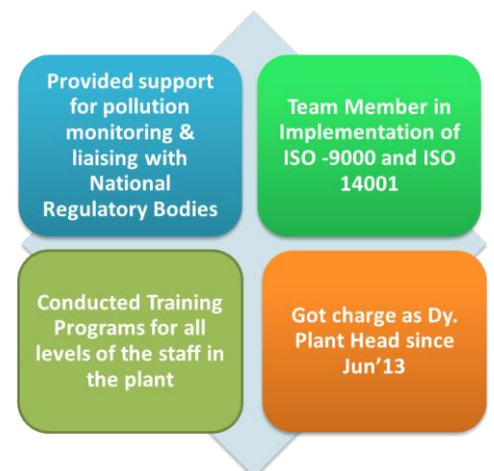 Provided support
for pollution
monitoring &
liaising with
National
Regulatory Bodies
Team Member in
Implementation of
ISO -9000 and ISO
14001
Conducted Training
Programs for all
levels of the staff in
the plant
Got charge as Dy.
Plant Head since
Jun’13